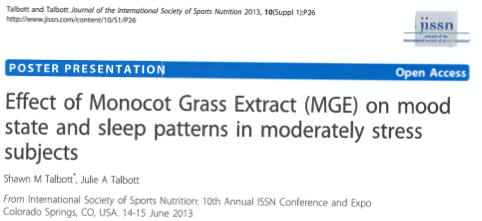 Talbott and Talbott Journal of the International Society of Sports Nutrition 2013, 10(Suppl 1):P26
http://www.jissn.com/content/10/S1/P26
jissn
POSTER PRESENTATION
Open Access
Effect of Monocot Grass Extract (MGE) on mood
state and sleep patterns in moderately stress
subjects
Shawn M Talbott*, Julie A Talbott
From International Society of Sports Nutrition: 10th Annual ISSN Conference and Expo
Colorado Springs, CO, USA. 14-15 June 2013